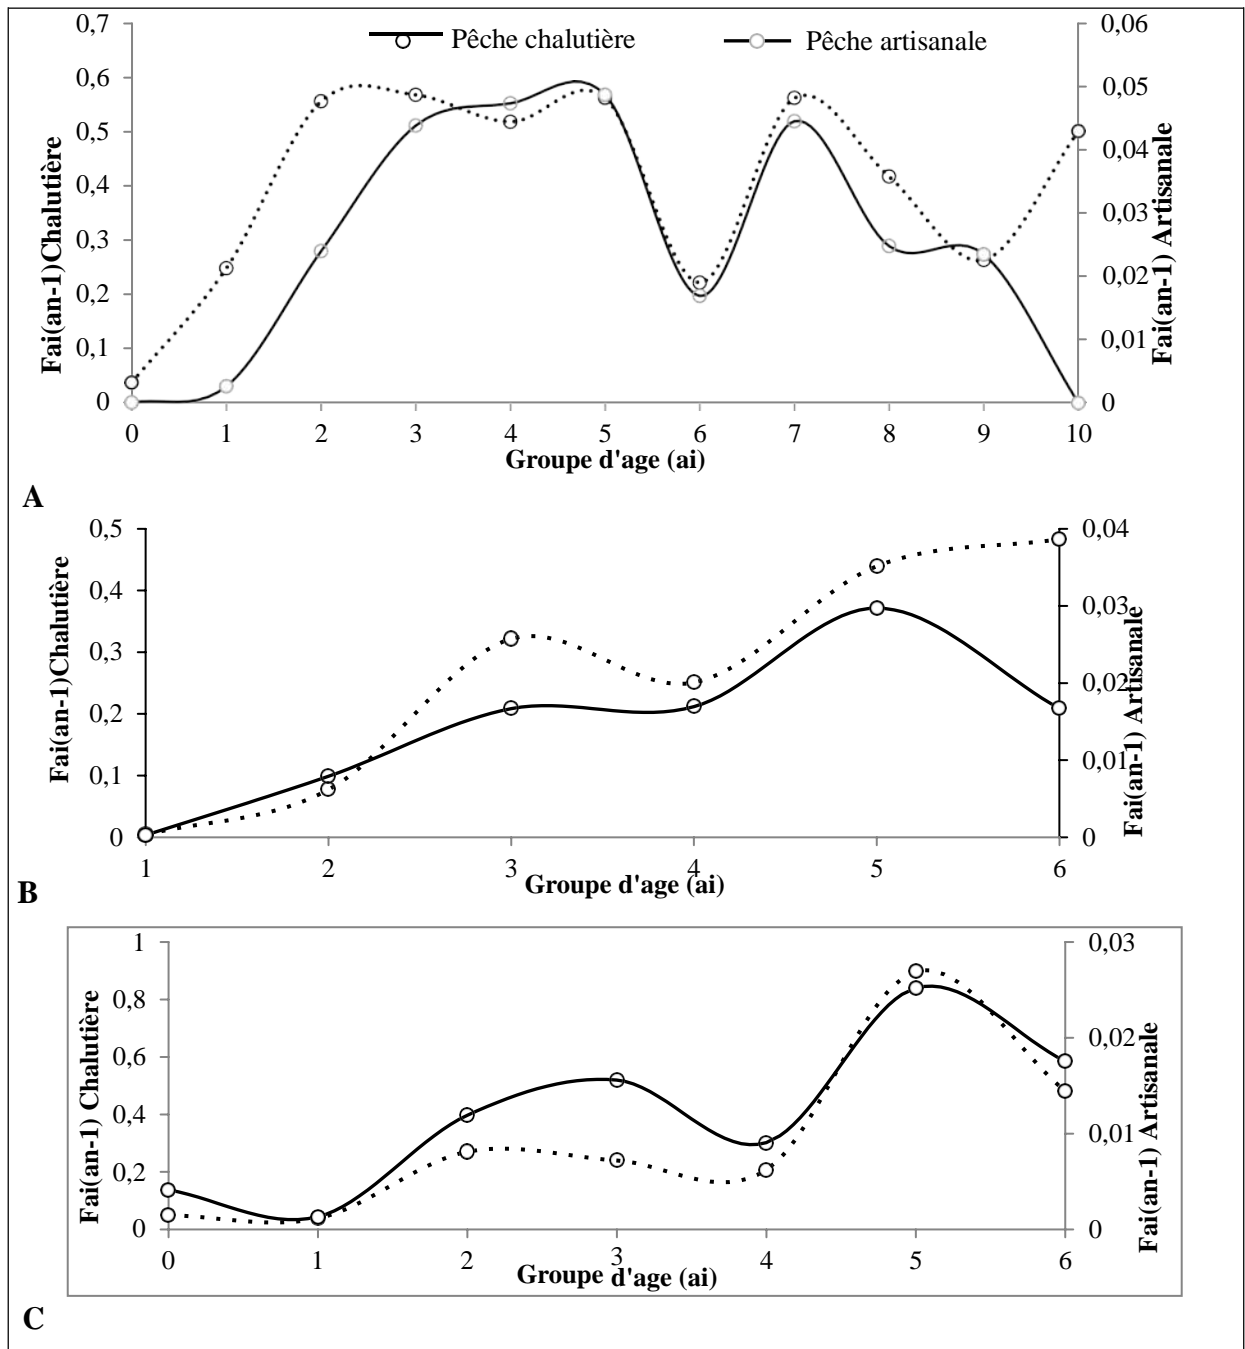 Pêche chalutière
Pêche artisanale
0,7
0,6
0,5
0,4
0,3
0,2
0,1
0
Fai(an-1)Chalutière
0,06
0,05
0,04
0,03
0,02
0,01
0
Fai(an-1) Artisanale
0 1 2 3 4 5 6 7 8 9 10
Groupe d'age (ai)
A
0,5
0,4
0,3
0,2
0,1
0
Fai(an-1)Chalutière
0,04
0,03
0,02
0,01
0
Fai(an-1) Artisanale
1 2 3 4 5 6
Groupe d'age (ai)
B
1
0,8
0,6
0,4
0,2
0
Fai(an-1) Chalutière
0,03
0,02
0,01
0
Fai(an-1) Artisanale
0 1 2 3 4 5 6
Groupe d'age (ai)
C